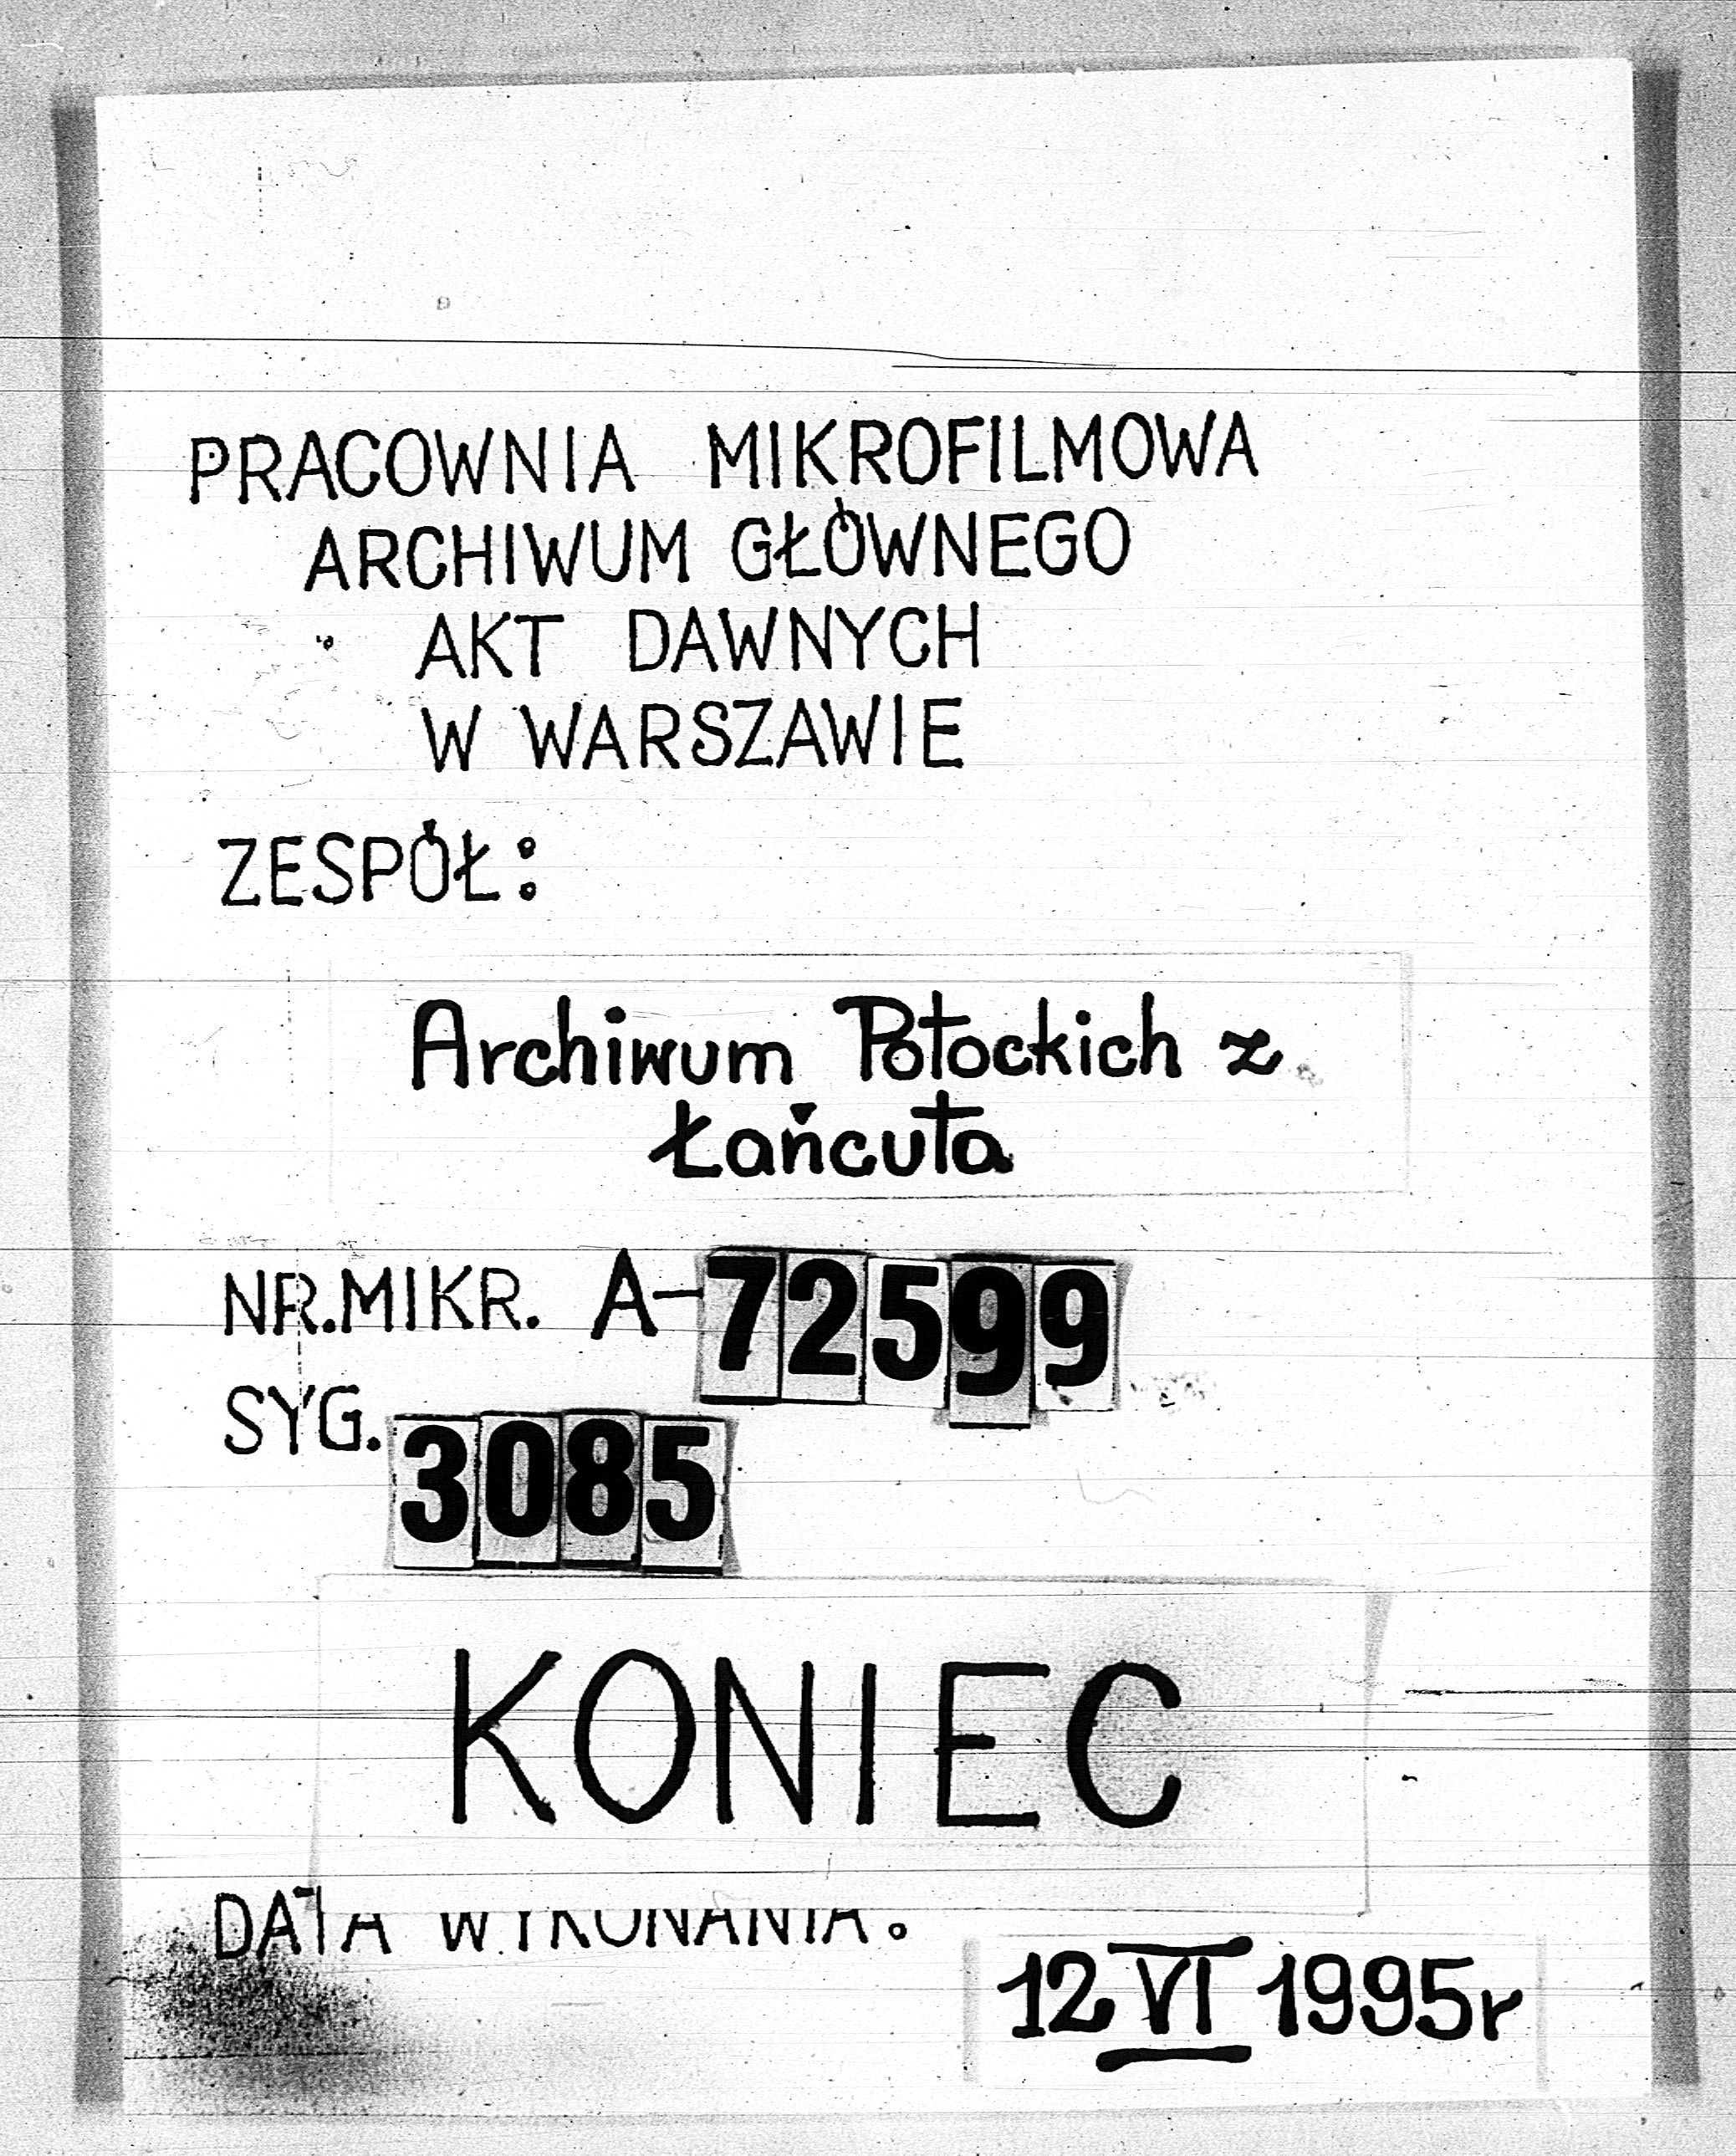 PRACOWNIA MIKROFILMOWA
ARCHIWUM GŁÓWNEGO
AKT DAWNYCH
W WARSZAWIE
ZESPÓŁ:
Archiwum Potockich z
Łańcuta
NR.MIKR. A-72599
SYG. 3085
KONIEC
DATA WYKONANIA:
12 VI 1995r